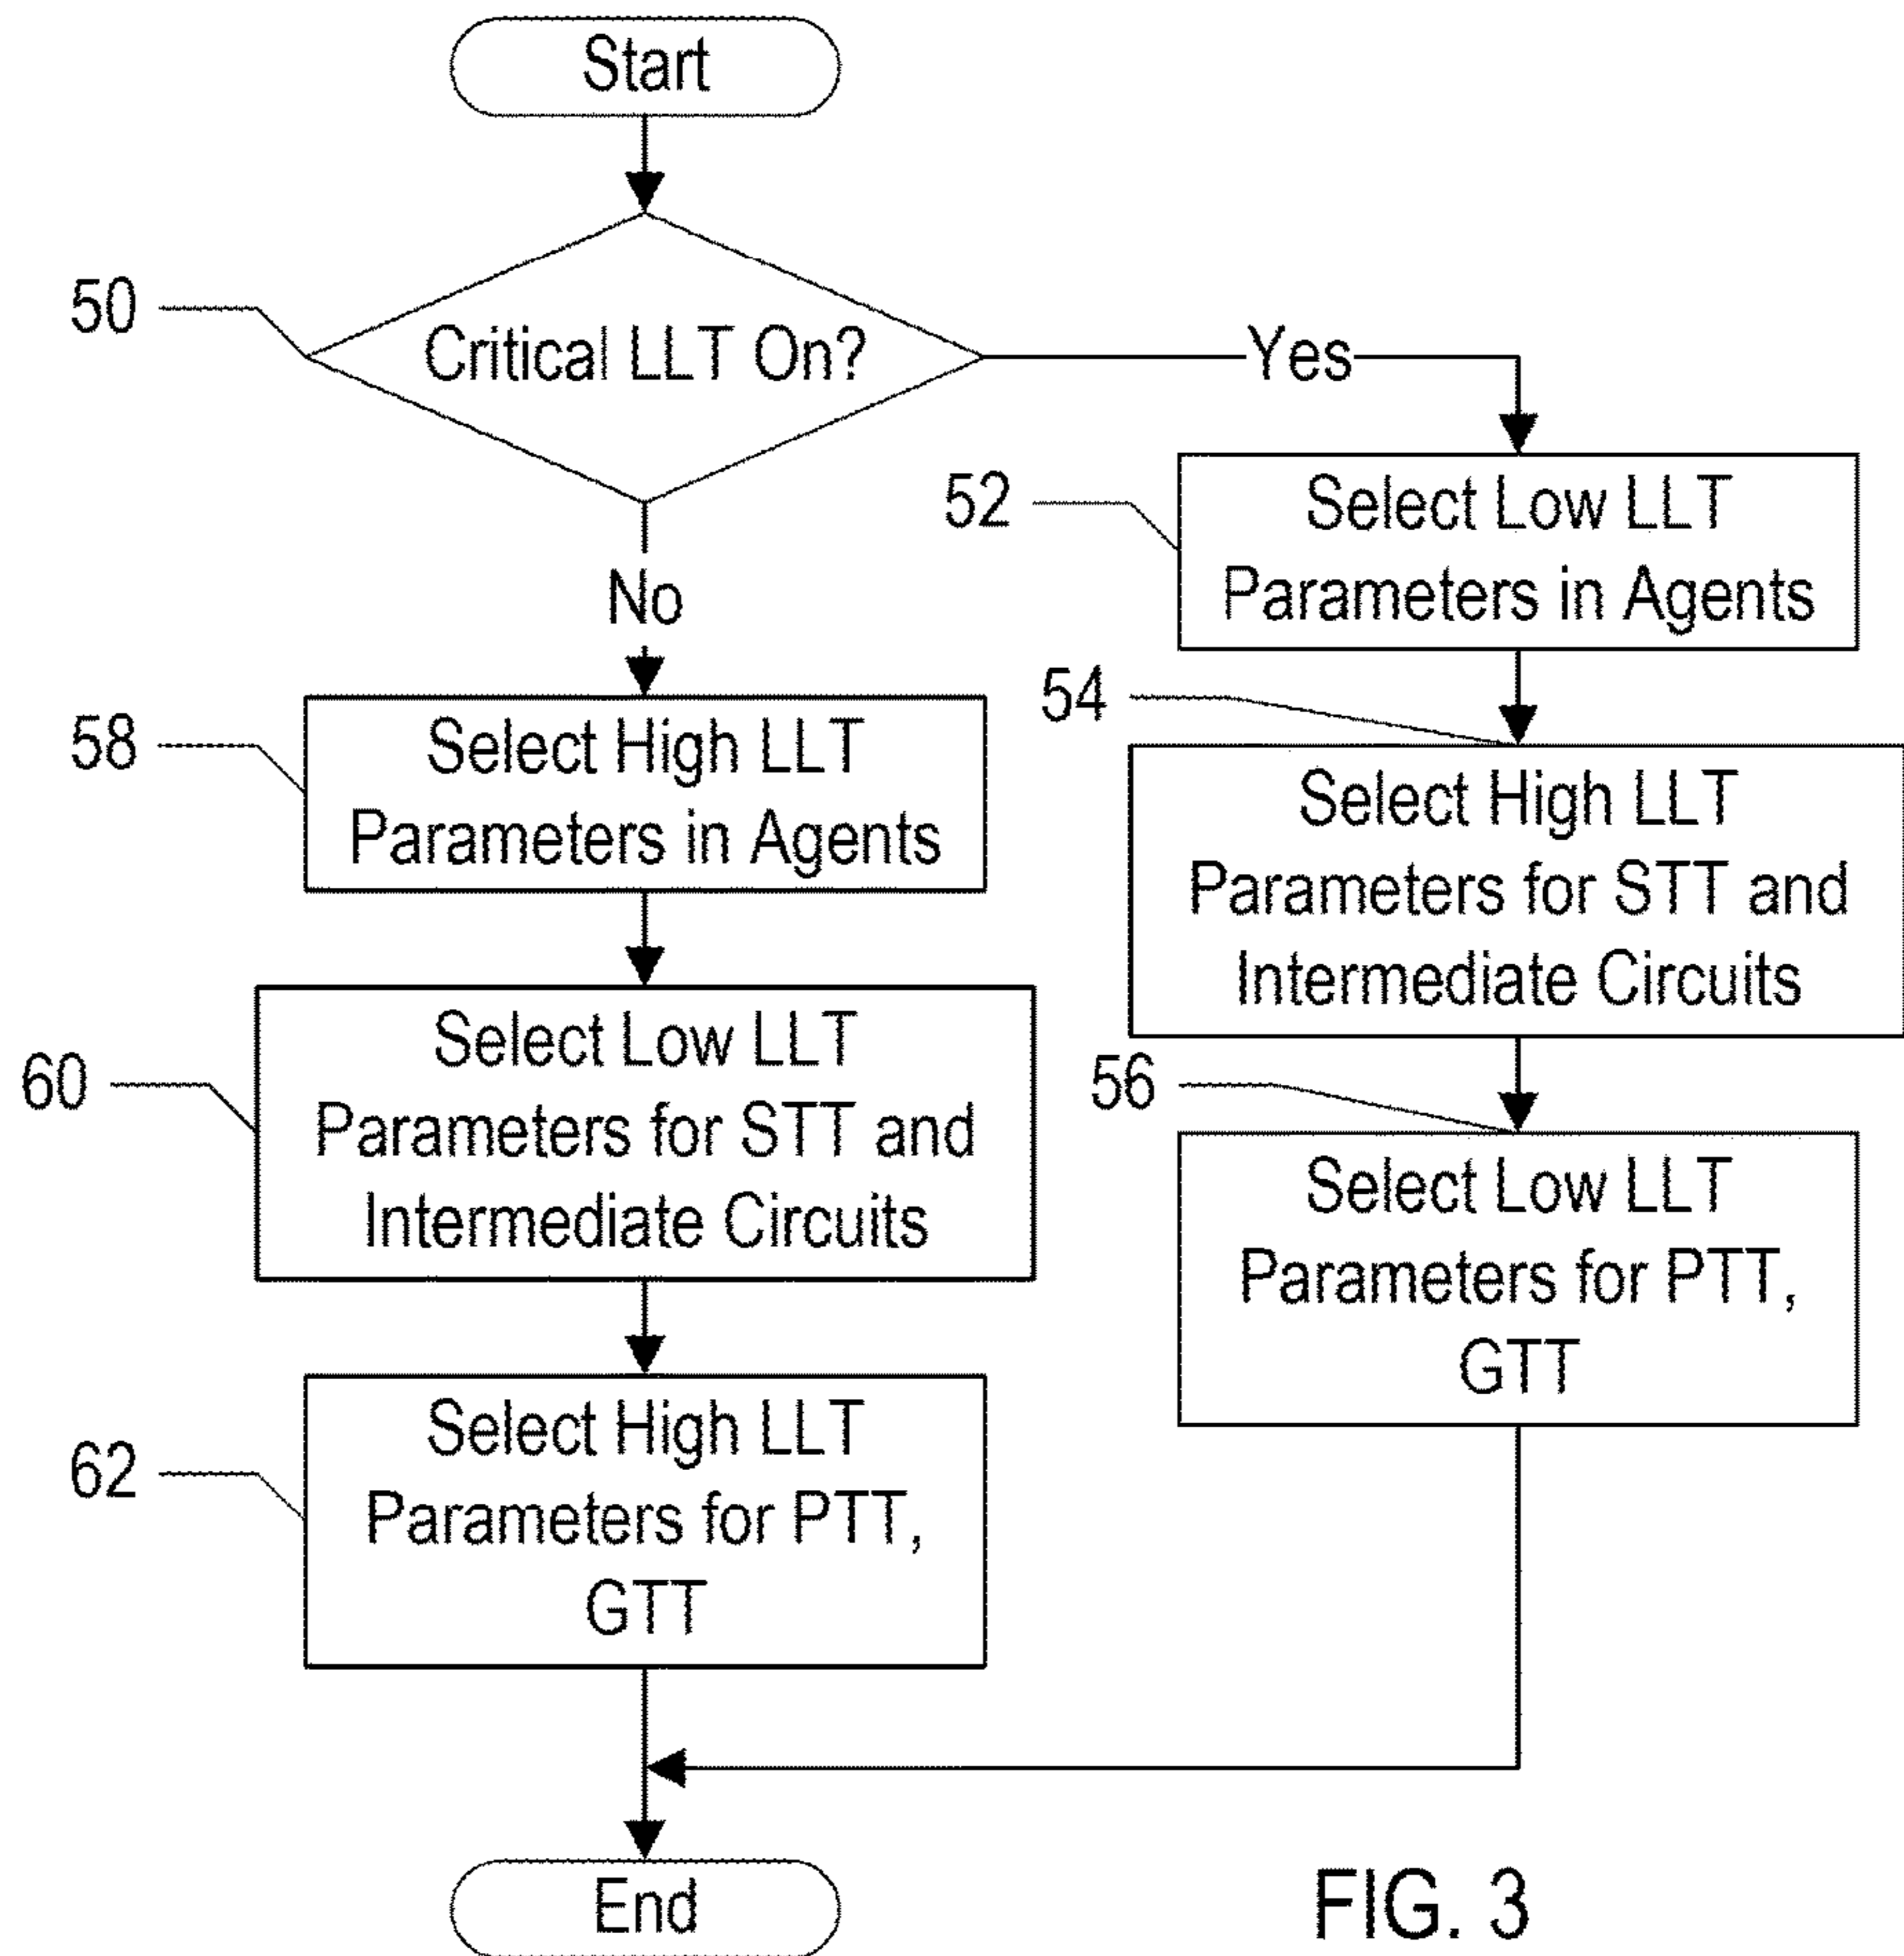 Start
50
Critical LLT On?
Yes
No
52
Select Low LLT
Parameters in Agents
54
Select High LLT
Parameters for STT and
Intermediate Circuits
56
Select Low LLT
Parameters for PTT,
GTT
58
Select High LLT
Parameters in Agents
60
Select Low LLT
Parameters for STT and
Intermediate Circuits
62
Select High LLT
Parameters for PTT,
GTT
End
FIG. 3